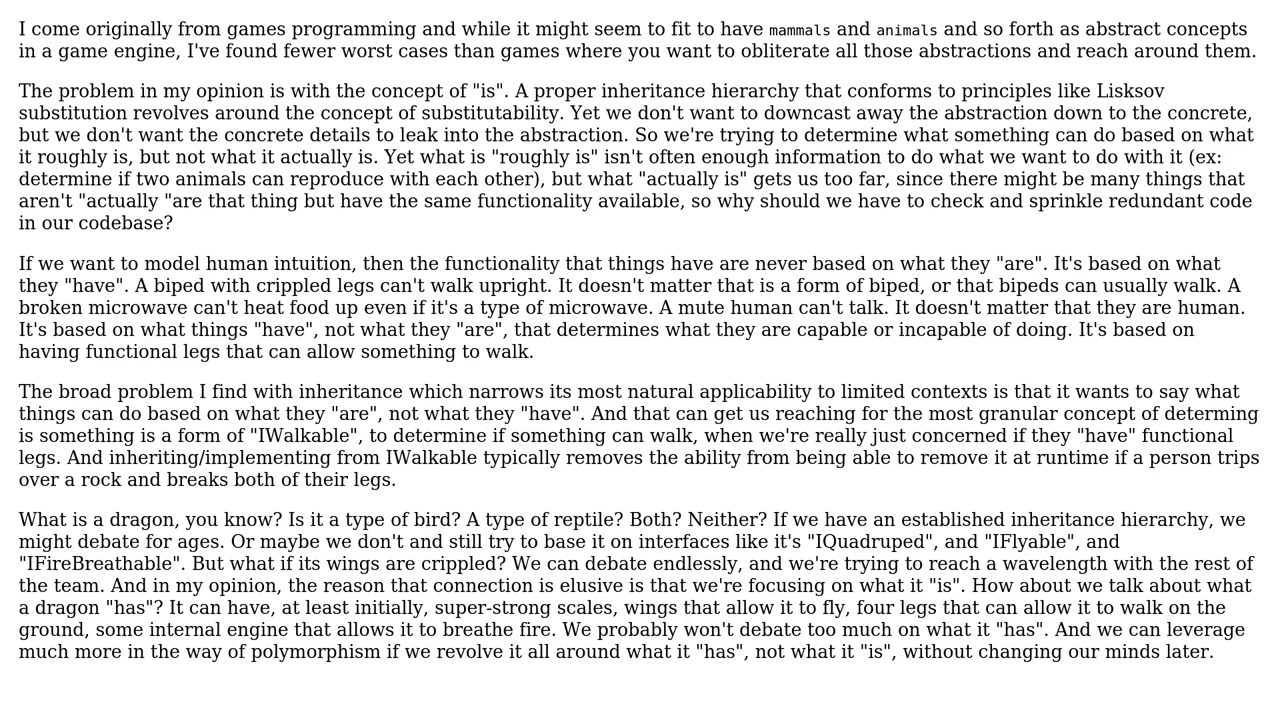 I come originally from games programming and while it might seem to fit to have mammals and animals and so forth as abstract concepts
in a game engine, I've found fewer worst cases than games where you want to obliterate all those abstractions and reach around them.
The problem in my opinion is with the concept of "is". A proper inheritance hierarchy that conforms to principles like Lisksov
substitution revolves around the concept of substitutability. Yet we don't want to downcast away the abstraction down to the concrete,
but we don't want the concrete details to leak into the abstraction. So we're trying to determine what something can do based on what
it roughly is, but not what it actually is. Yet what is "roughly is" isn't often enough information to do what we want to do with it (ex:
determine if two animals can reproduce with each other), but what "actually is" gets us too far, since there might be many things that
aren't "actually "are that thing but have the same functionality available, so why should we have to check and sprinkle redundant code
in our codebase?
If we want to model human intuition, then the functionality that things have are never based on what they "are". It's based on what
they "have". A biped with crippled legs can't walk upright. It doesn't matter that is a form of biped, or that bipeds can usually walk. A
broken microwave can't heat food up even if it's a type of microwave. A mute human can't talk. It doesn't matter that they are human.
It's based on what things "have", not what they "are", that determines what they are capable or incapable of doing. It's based on
having functional legs that can allow something to walk.
The broad problem I find with inheritance which narrows its most natural applicability to limited contexts is that it wants to say what
things can do based on what they "are", not what they "have". And that can get us reaching for the most granular concept of determing
is something is a form of "IWalkable", to determine if something can walk, when we're really just concerned if they "have" functional
legs. And inheriting/implementing from IWalkable typically removes the ability from being able to remove it at runtime if a person trips
over a rock and breaks both of their legs.
What is a dragon, you know? Is it a type of bird? A type of reptile? Both? Neither? If we have an established inheritance hierarchy, we
might debate for ages. Or maybe we don't and still try to base it on interfaces like it's "IQuadruped", and "IFlyable", and
"IFireBreathable". But what if its wings are crippled? We can debate endlessly, and we're trying to reach a wavelength with the rest of
the team. And in my opinion, the reason that connection is elusive is that we're focusing on what it "is". How about we talk about what
a dragon "has"? It can have, at least initially, super-strong scales, wings that allow it to fly, four legs that can allow it to walk on the
ground, some internal engine that allows it to breathe fire. We probably won't debate too much on what it "has". And we can leverage
much more in the way of polymorphism if we revolve it all around what it "has", not what it "is", without changing our minds later.